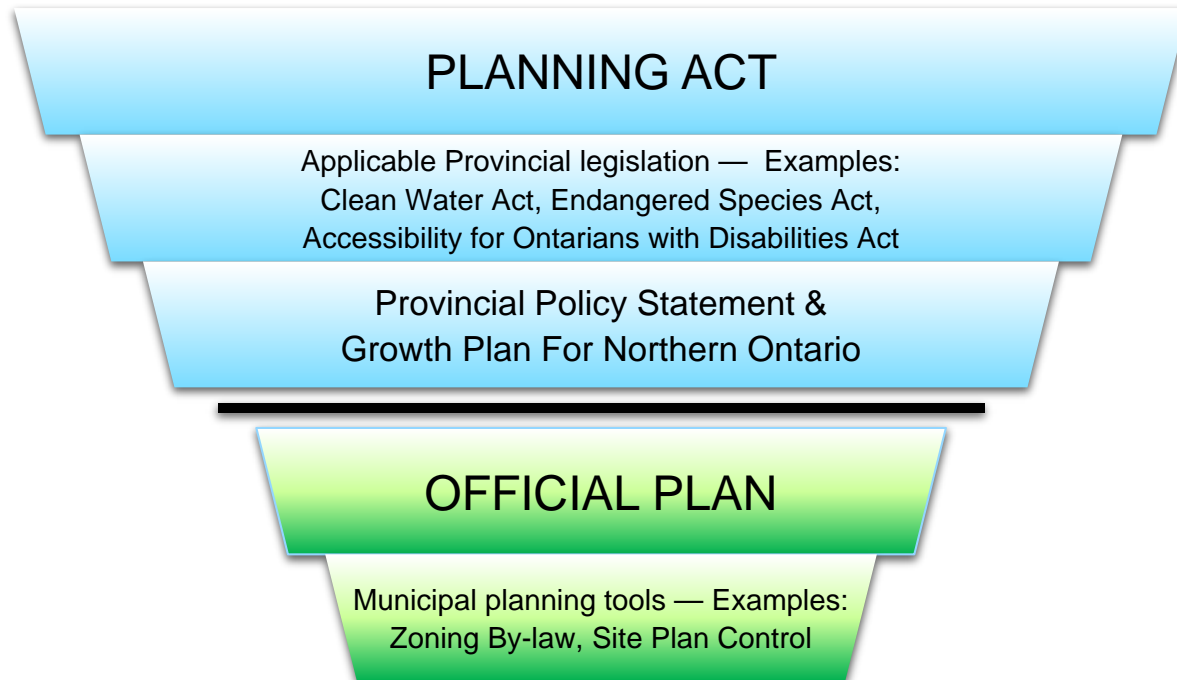 PLANNING ACT
Applicable Provincial legislation — Examples:
Clean Water Act, Endangered Species Act,
Accessibility for Ontarians with Disabilities Act
Provincial Policy Statement &
Growth Plan For Northern Ontario
OFFICIAL PLAN
Municipal planning tools — Examples:
Zoning By-law, Site Plan Control